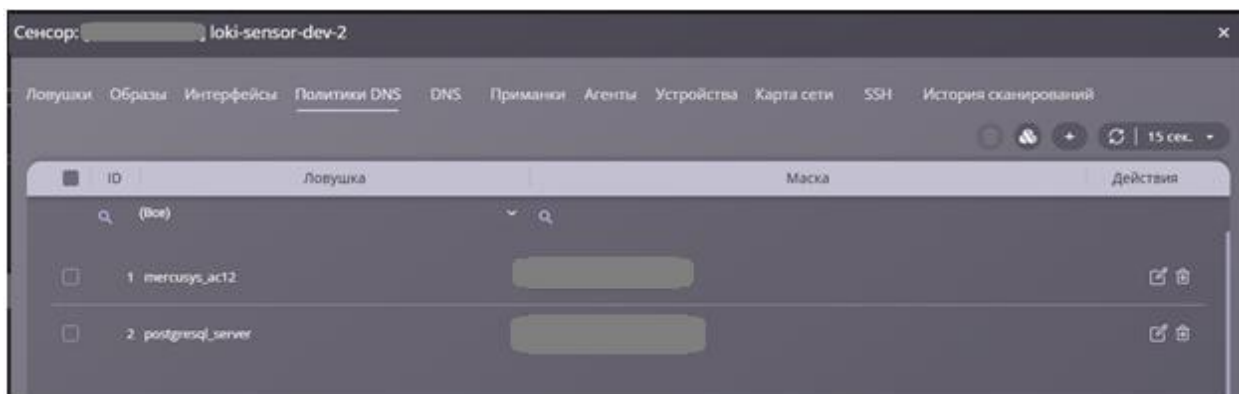 Сенсор: loki-sensor-dev-2
Ловушки Образы Интерфейсы Политики DNS DNS Приманки Агенты Устройства Карта сети SSH История сканирований
15 сек.
ID Ловушка Маска Действия
(Все)
1 mercusys_ac12
2 postgresql_server